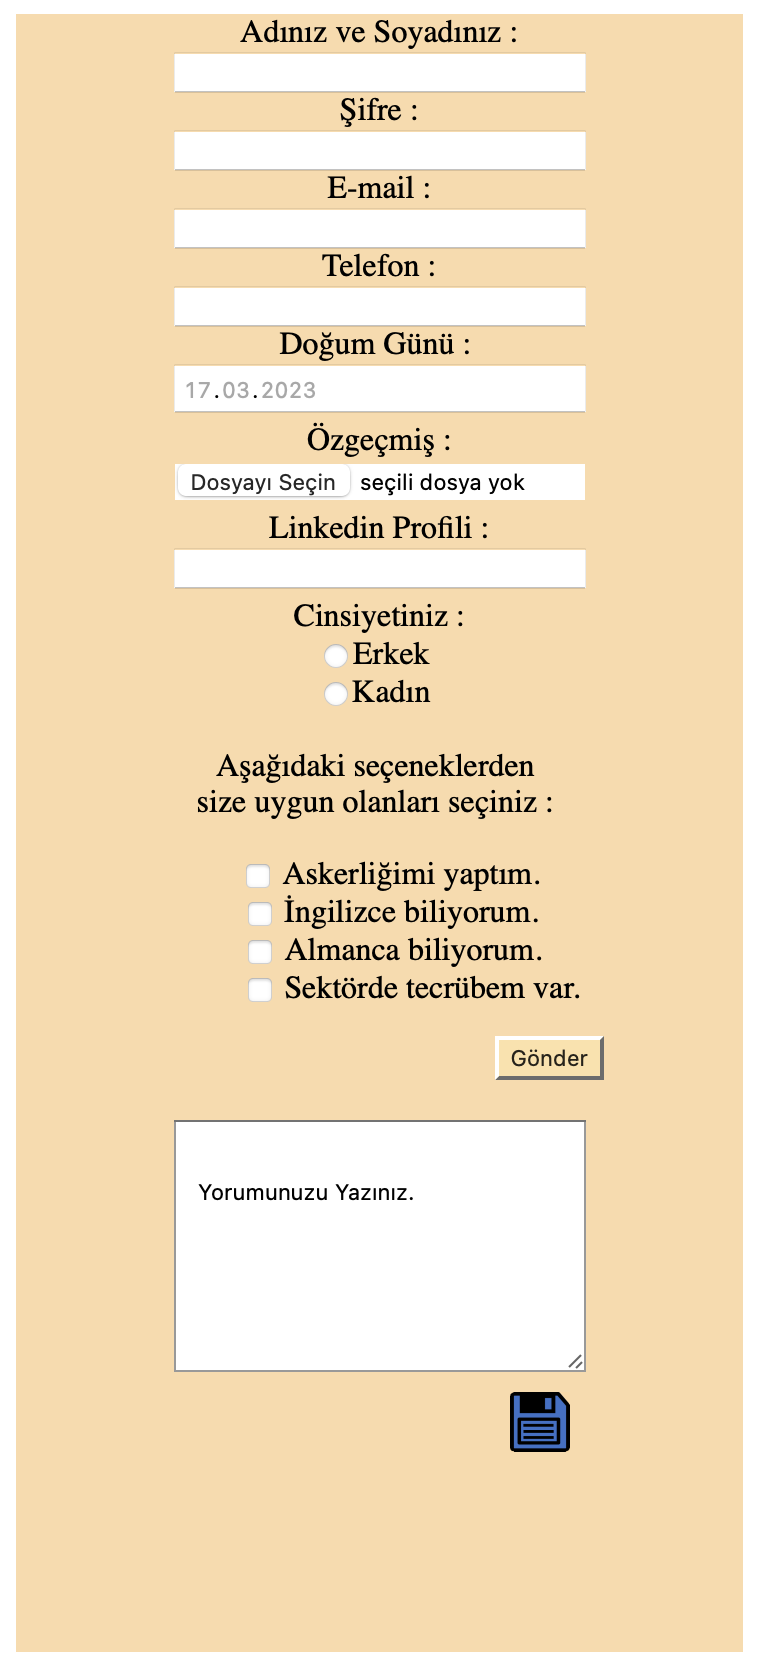 Adınız ve Soyadınız :
Şifre :
E-mail :
Telefon :
Doğum Günü :
17.03.2023
Özgeçmiş :
Dosyayı Seçin seçili dosya yok
Linkedin Profili :
Cinsiyetiniz :
Erkek
Kadın
Aşağıdaki seçeneklerden
size uygun olanları seçiniz :
Askerliğimi yaptım.
İngilizce biliyorum.
Almanca biliyorum.
Sektörde tecrübem var.
Gönder
Yorumunuzu Yazınız.